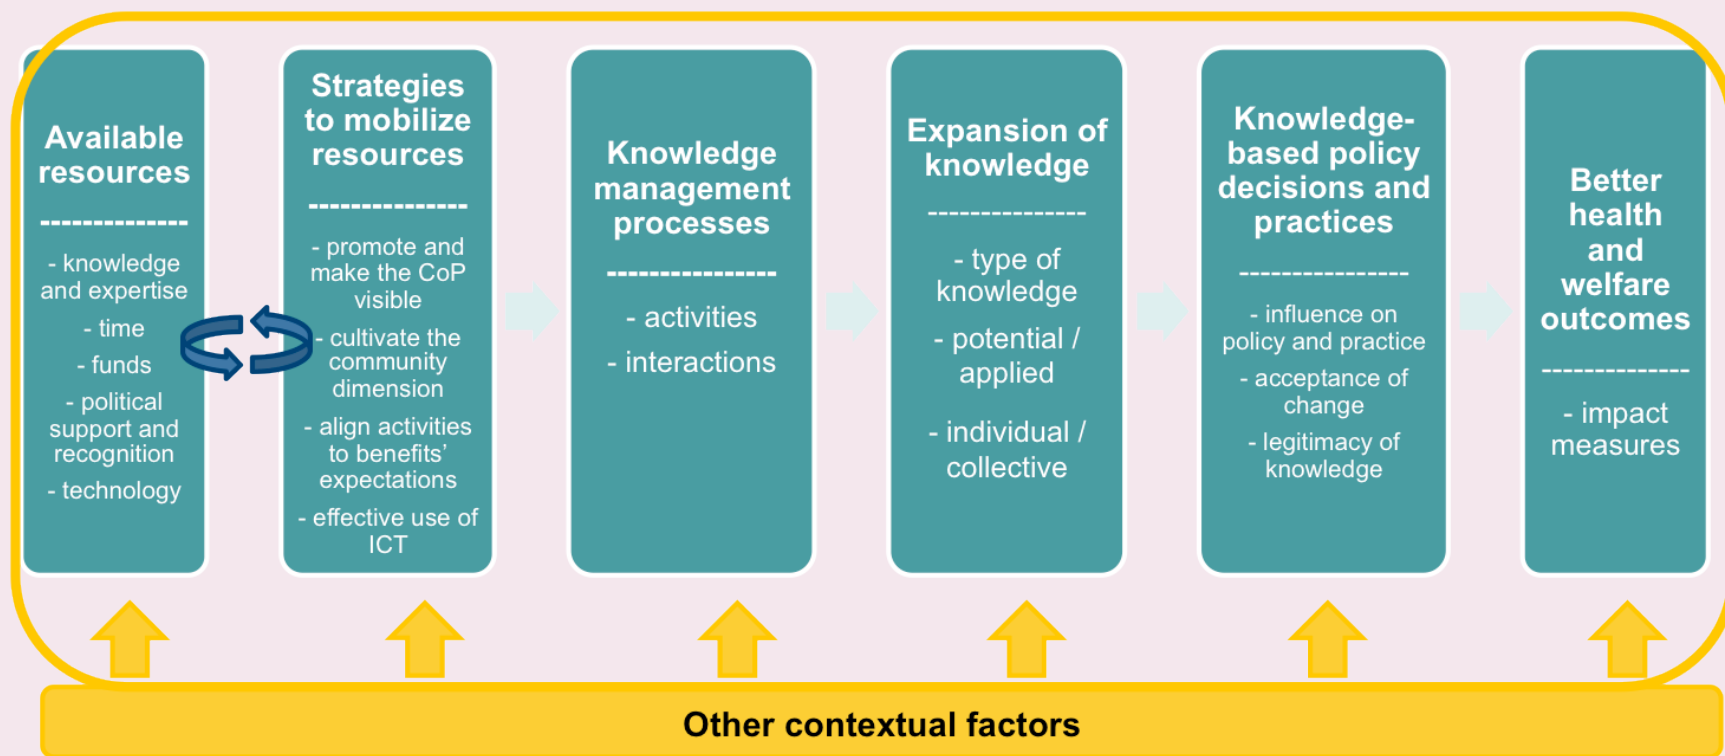 Available
resources
--------------
- knowledge
and expertise
- time
- funds
- political
support and
recognition
- technology
Strategies
to mobilize
resources
---------------
- promote and
make the CoP
visible
- cultivate the
community
dimension
- align activities
to benefits’
expectations
- effective use of
ICT
Knowledge
management
processes
----------------
- activities
- interactions
Expansion of
knowledge
---------------
- type of
knowledge
- potential /
applied
- individual /
collective
Knowledge-
based policy
decisions and
practices
----------------
- influence on
policy and practice
- acceptance of
change
- legitimacy of
knowledge
Better
health
and
welfare
outcomes
--------------
- impact
measures
Other contextual factors